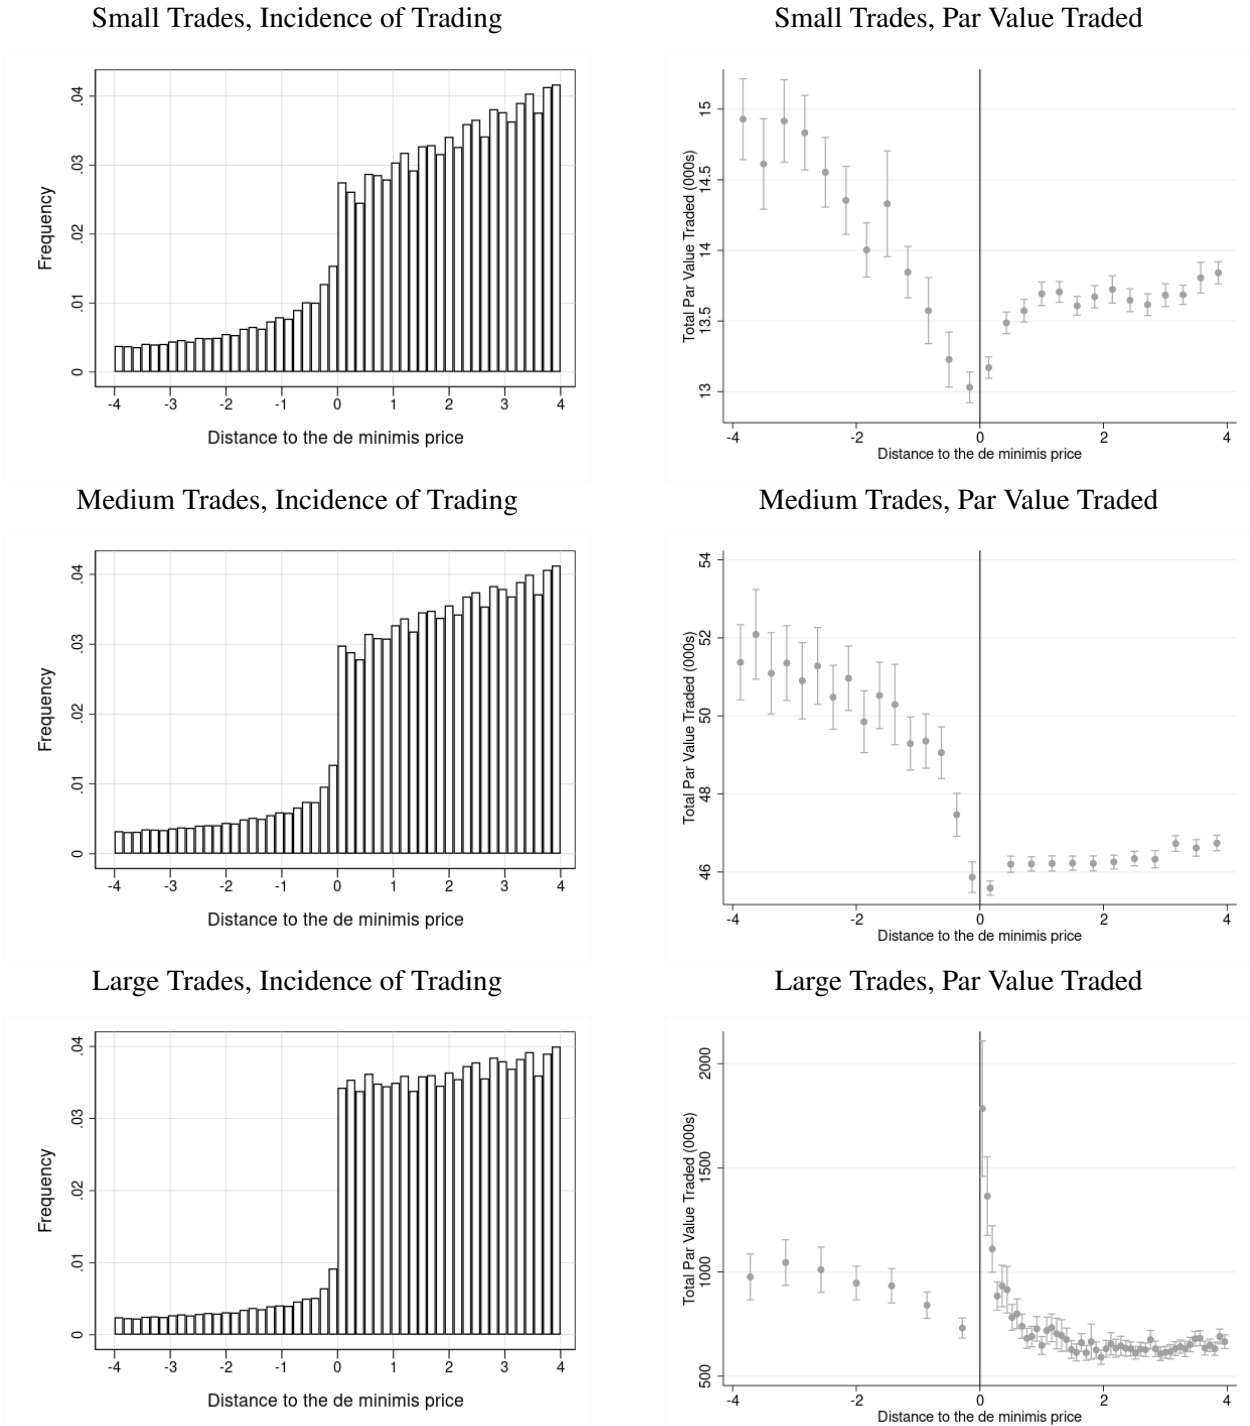 Small Trades, Incidence of Trading
.04
.03
.02
.01
0
Frequency
-4 -3 -2 -1 0 1 2 3 4
Distance to the de minimis price
Small Trades, Par Value Traded
15
14.5
14
13.5
13
Total Par Value Traded (000s)
-4 -2 0 2 4
Distance to the de minimis price
Medium Trades, Incidence of Trading
.04
.03
.02
.01
0
Frequency
-4 -3 -2 -1 0 1 2 3 4
Distance to the de minimis price
Medium Trades, Par Value Traded
54
52
50
48
46
Total Par Value Traded (000s)
-4 -2 0 2 4
Distance to the de minimis price
Large Trades, Incidence of Trading
.04
.03
.02
.01
0
Frequency
-4 -3 -2 -1 0 1 2 3 4
Distance to the de minimis price
Large Trades, Par Value Traded
2000
1500
1000
500
Total Par Value Traded (000s)
-4 -2 0 2 4
Distance to the de minimis price